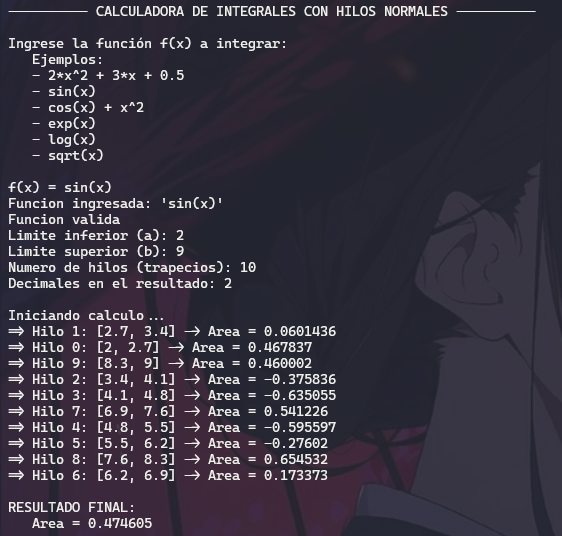 ────────── CALCULADORA DE INTEGRALES CON HILOS NORMALES ──────────
Ingrese la función f(x) a integrar:
Ejemplos:
- 2*x^2 + 3*x + 0.5
- sin(x)
- cos(x) + x^2
- exp(x)
- log(x)
- sqrt(x)
f(x) = sin(x)
Funcion ingresada: 'sin(x)'
Funcion valida
Limite inferior (a): 2
Limite superior (b): 9
Numero de hilos (trapecios): 10
Decimales en el resultado: 2
Iniciando calculo...
=> Hilo 1: [2.7, 3.4] -> Area = 0.0601436
=> Hilo 0: [2, 2.7] -> Area = 0.467837
=> Hilo 9: [8.3, 9] -> Area = 0.460002
=> Hilo 2: [3.4, 4.1] -> Area = -0.375836
=> Hilo 3: [4.1, 4.8] -> Area = -0.635055
=> Hilo 7: [6.9, 7.6] -> Area = 0.541226
=> Hilo 4: [4.8, 5.5] -> Area = -0.595597
=> Hilo 5: [5.5, 6.2] -> Area = -0.27602
=> Hilo 8: [7.6, 8.3] -> Area = 0.654532
=> Hilo 6: [6.2, 6.9] -> Area = 0.173373
RESULTADO FINAL:
Area = 0.474605